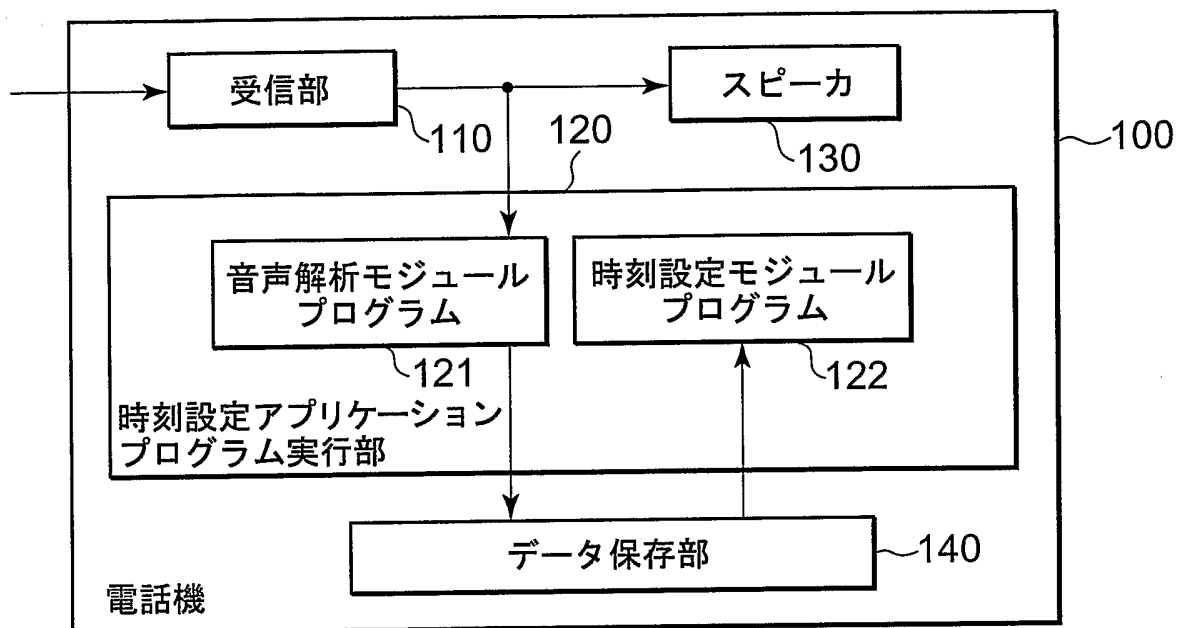 受信部
110
スピーカ
130
120
100
音声解析モジュール
プログラム
121
時刻設定モジュール
プログラム
122
時刻設定アプリケーション
プログラム実行部
データ保存部
140
電話機